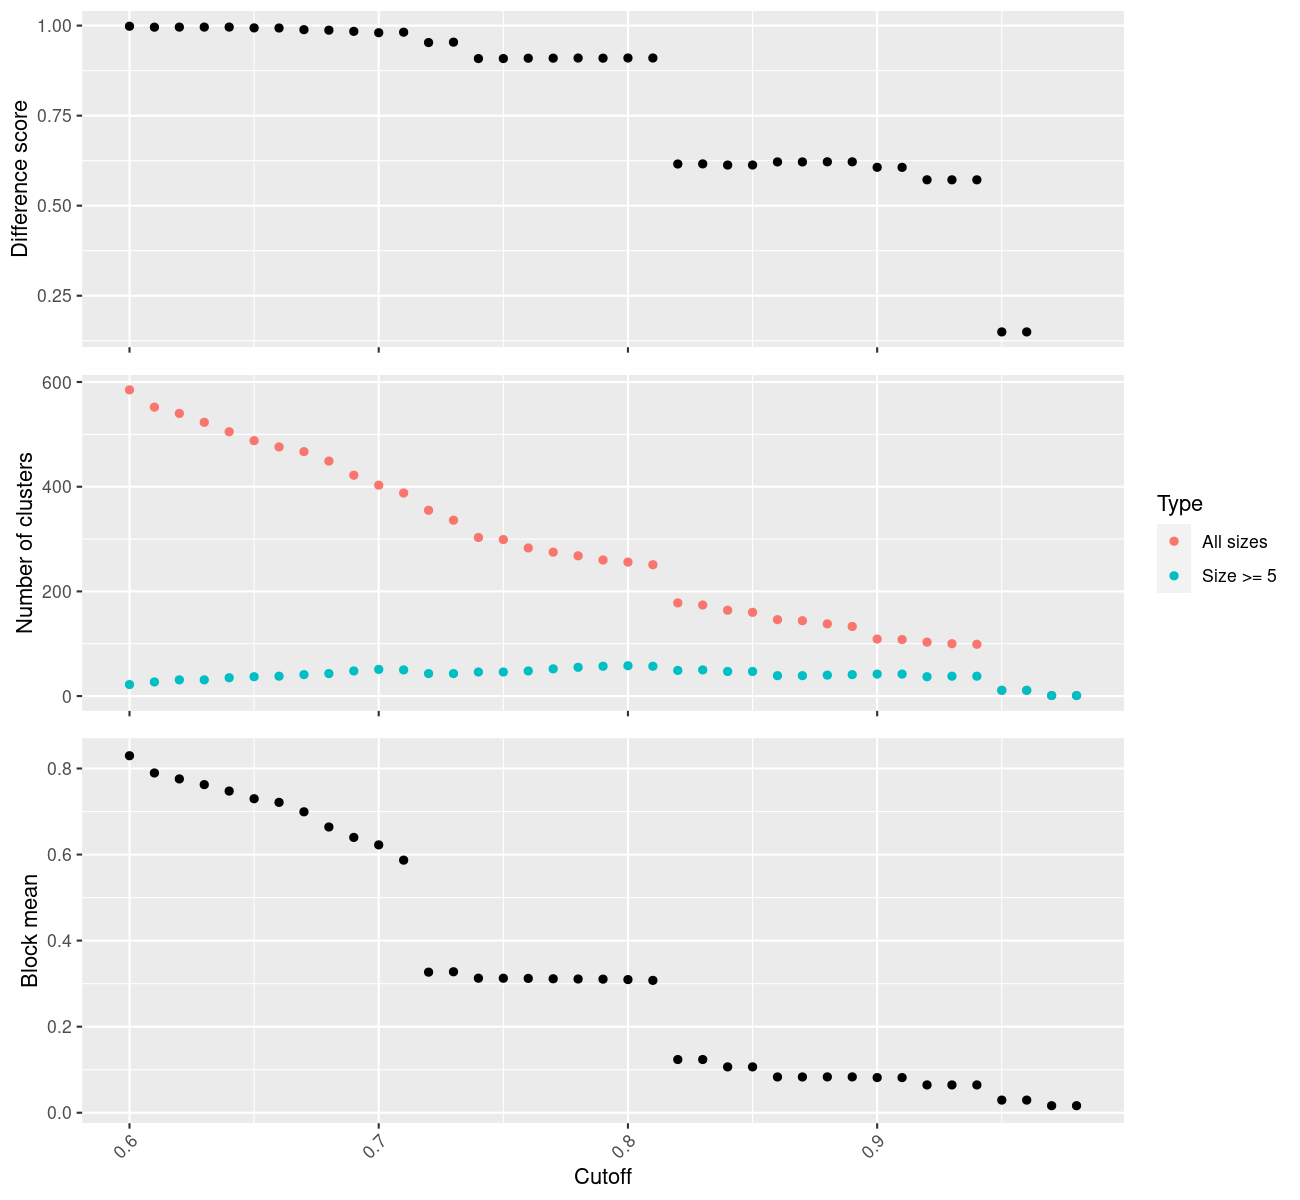 1.00
0.75
0.50
0.25
Difference score
600
400
200
0
Number of clusters
Type
All sizes
Size >= 5
0.8
0.6
0.4
0.2
0.0
Block mean
0.6 0.7 0.8 0.9
Cutoff